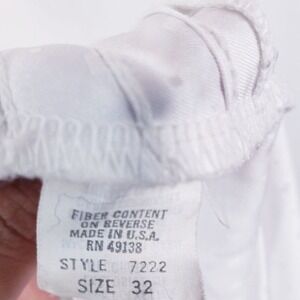 FIBER CONTENT
ON REVERSE
MADE IN U.S.A.
RN 49138
STYLE 7222
SIZE 32